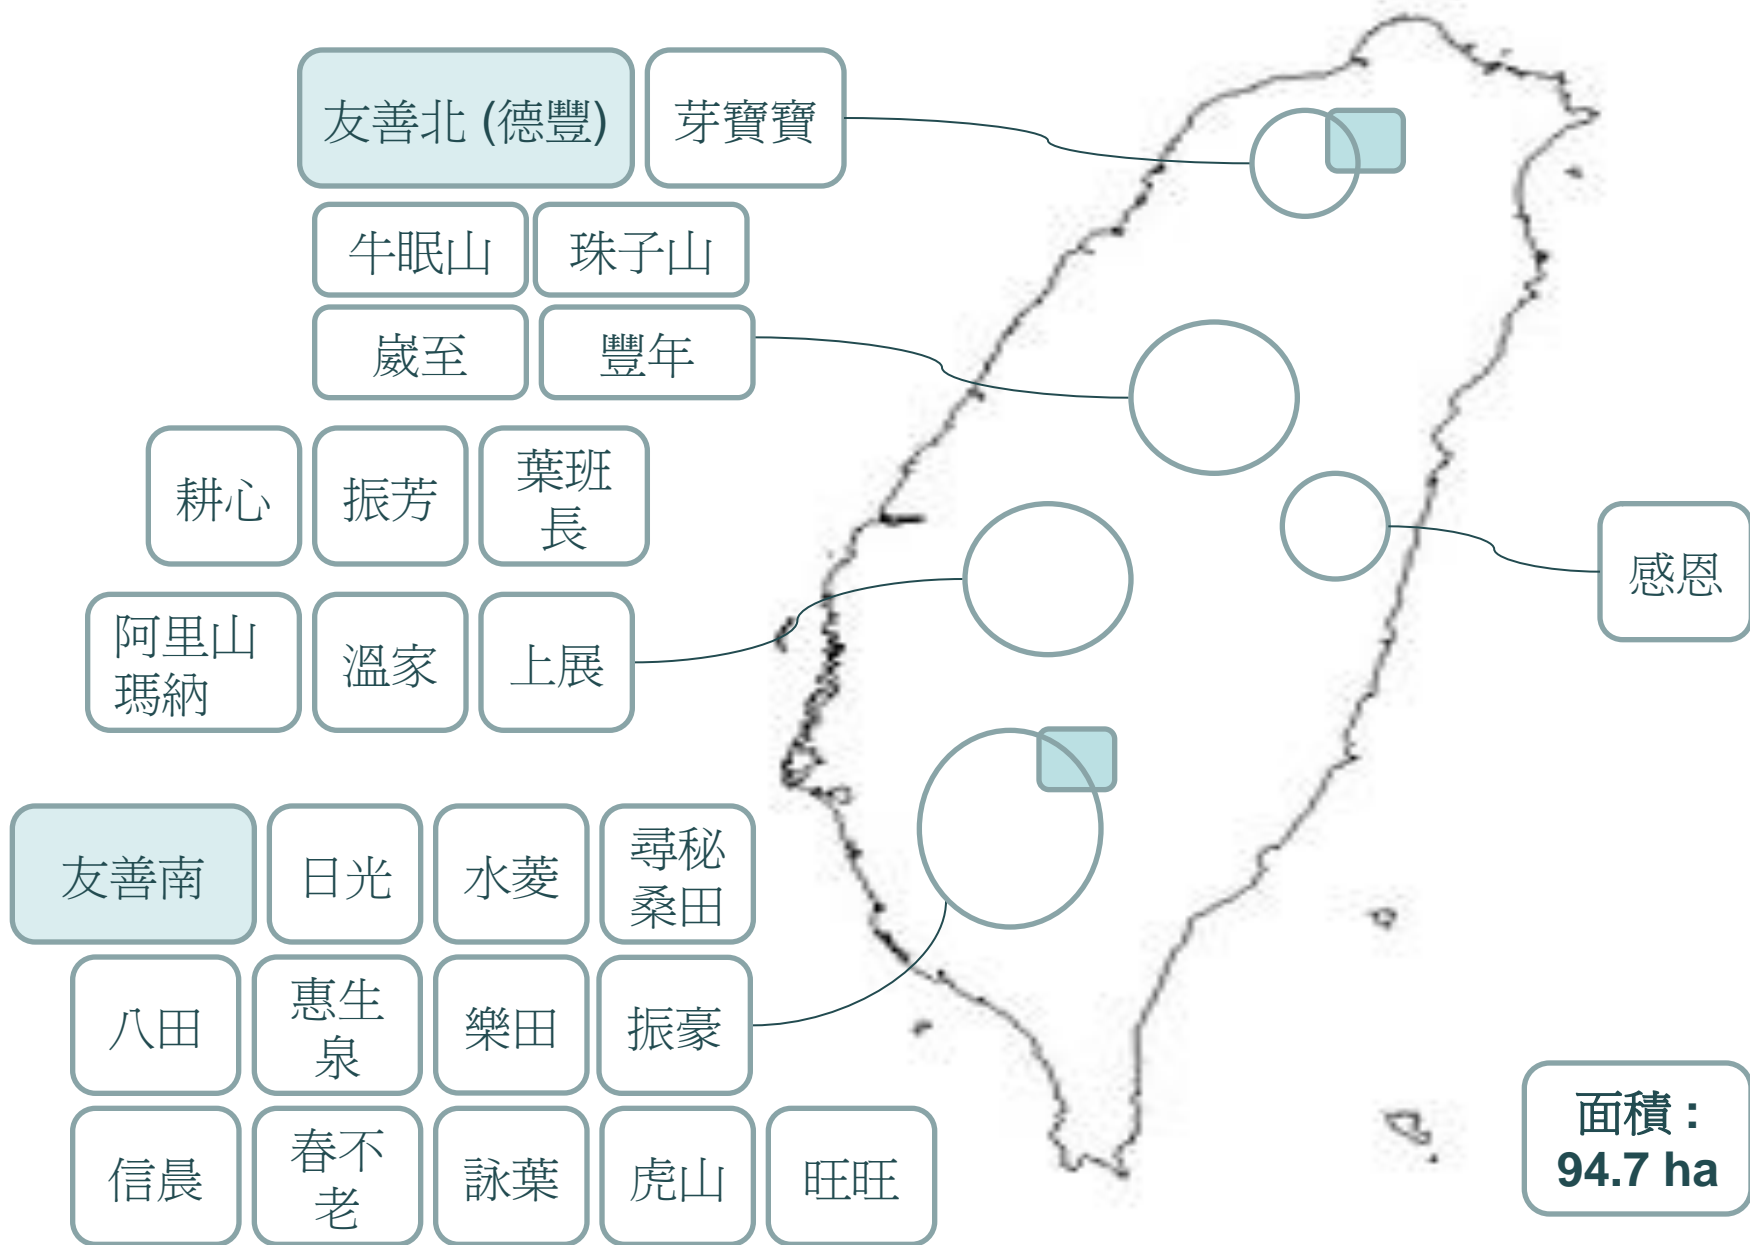 友善北 (德豐)
芽寶寶
牛眠山
珠子山
崴至
豐年
耕心
振芳
葉班
長
阿里山
瑪納
溫家
上展
感恩
友善南
日光
水菱
尋秘
桑田
八田
惠生
泉
樂田
振豪
信晨
春不
老
詠葉
虎山
旺旺
面積 :
94.7 ha